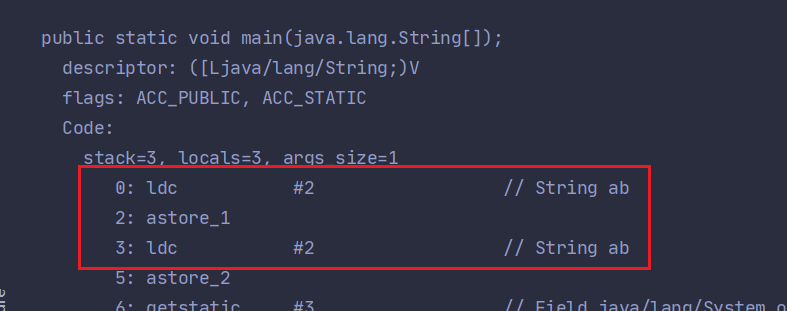 public static void main(java.lang.String[]);
descriptor: ([Ljava/lang/String;)V
flags: ACC_PUBLIC, ACC_STATIC
Code:
stack=3, locals=3, args_size=1
0: ldc #2 // String ab
2: astore_1
3: ldc #2 // String ab
5: astore_2
6: getstatic #3 // Field java/lang/System.o